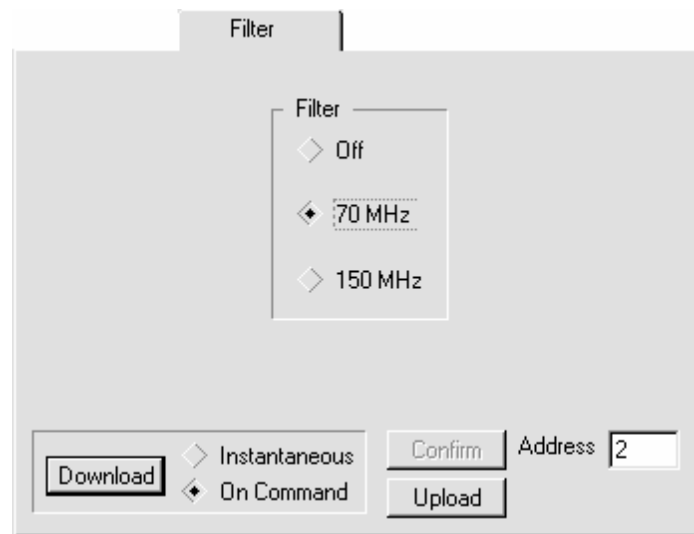 Filter
Filter
Off
70 MHz
150 MHz
Download
Instantaneous
On Command
Confirm
Upload
Address 2